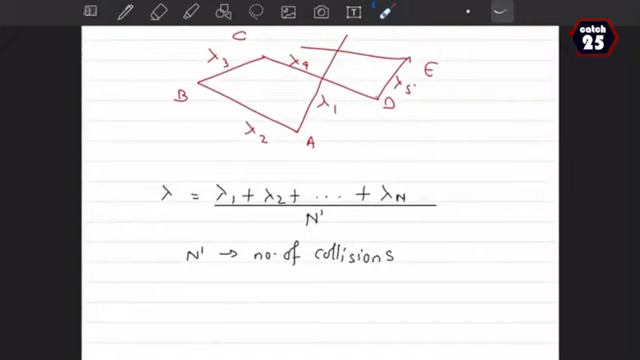 catch
25
C
λ3
λ4
E
B
λ1
D
λ5.
λ2
A
λ = λ1 + λ2 + ... + λN
N'
N' → no. of collisions